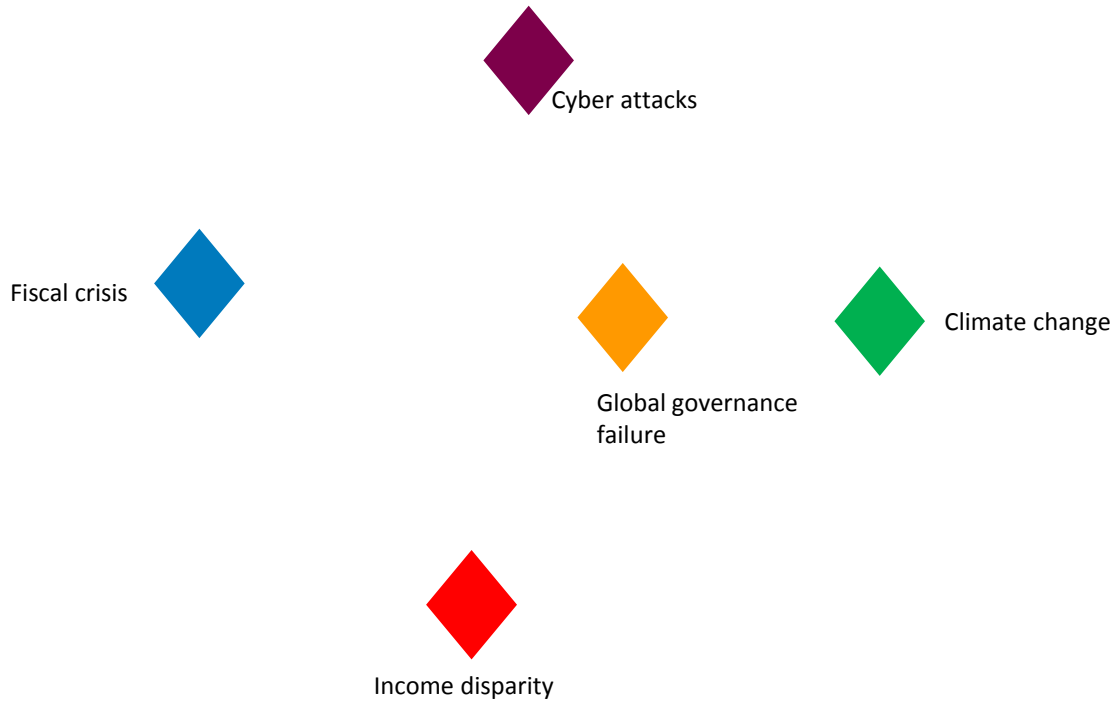 Cyber attacks
Fiscal crisis
Climate change
Global governance
failure
Income disparity